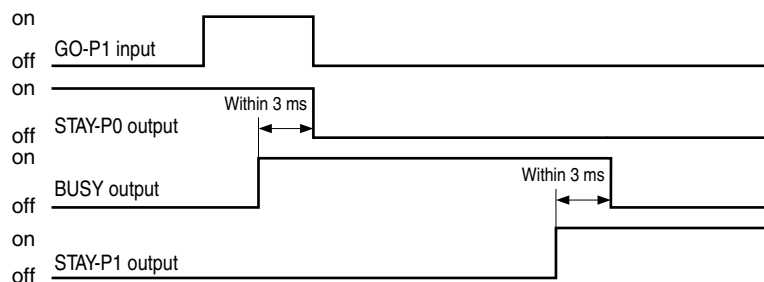 on
GO-P1 input
off
on
Within 3 ms
STAY-P0 output
off
on
BUSY output
Within 3 ms
off
on
STAY-P1 output
off